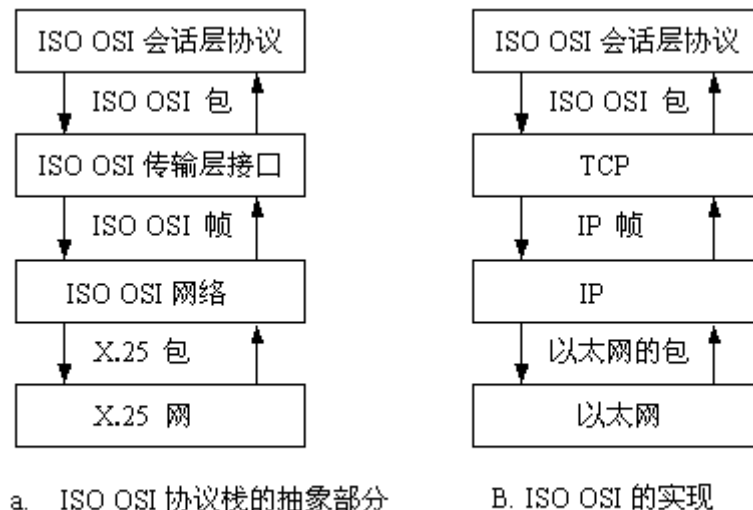 ISO OSI 会话层协议
ISO OSI 包
ISO OSI 传输层接口
ISO OSI 帧
ISO OSI 网络
X.25 包
X.25 网
a. ISO OSI 协议栈的抽象部分
ISO OSI 会话层协议
ISO OSI 包
TCP
IP 帧
IP
以太网的包
以太网
B. ISO OSI 的实现